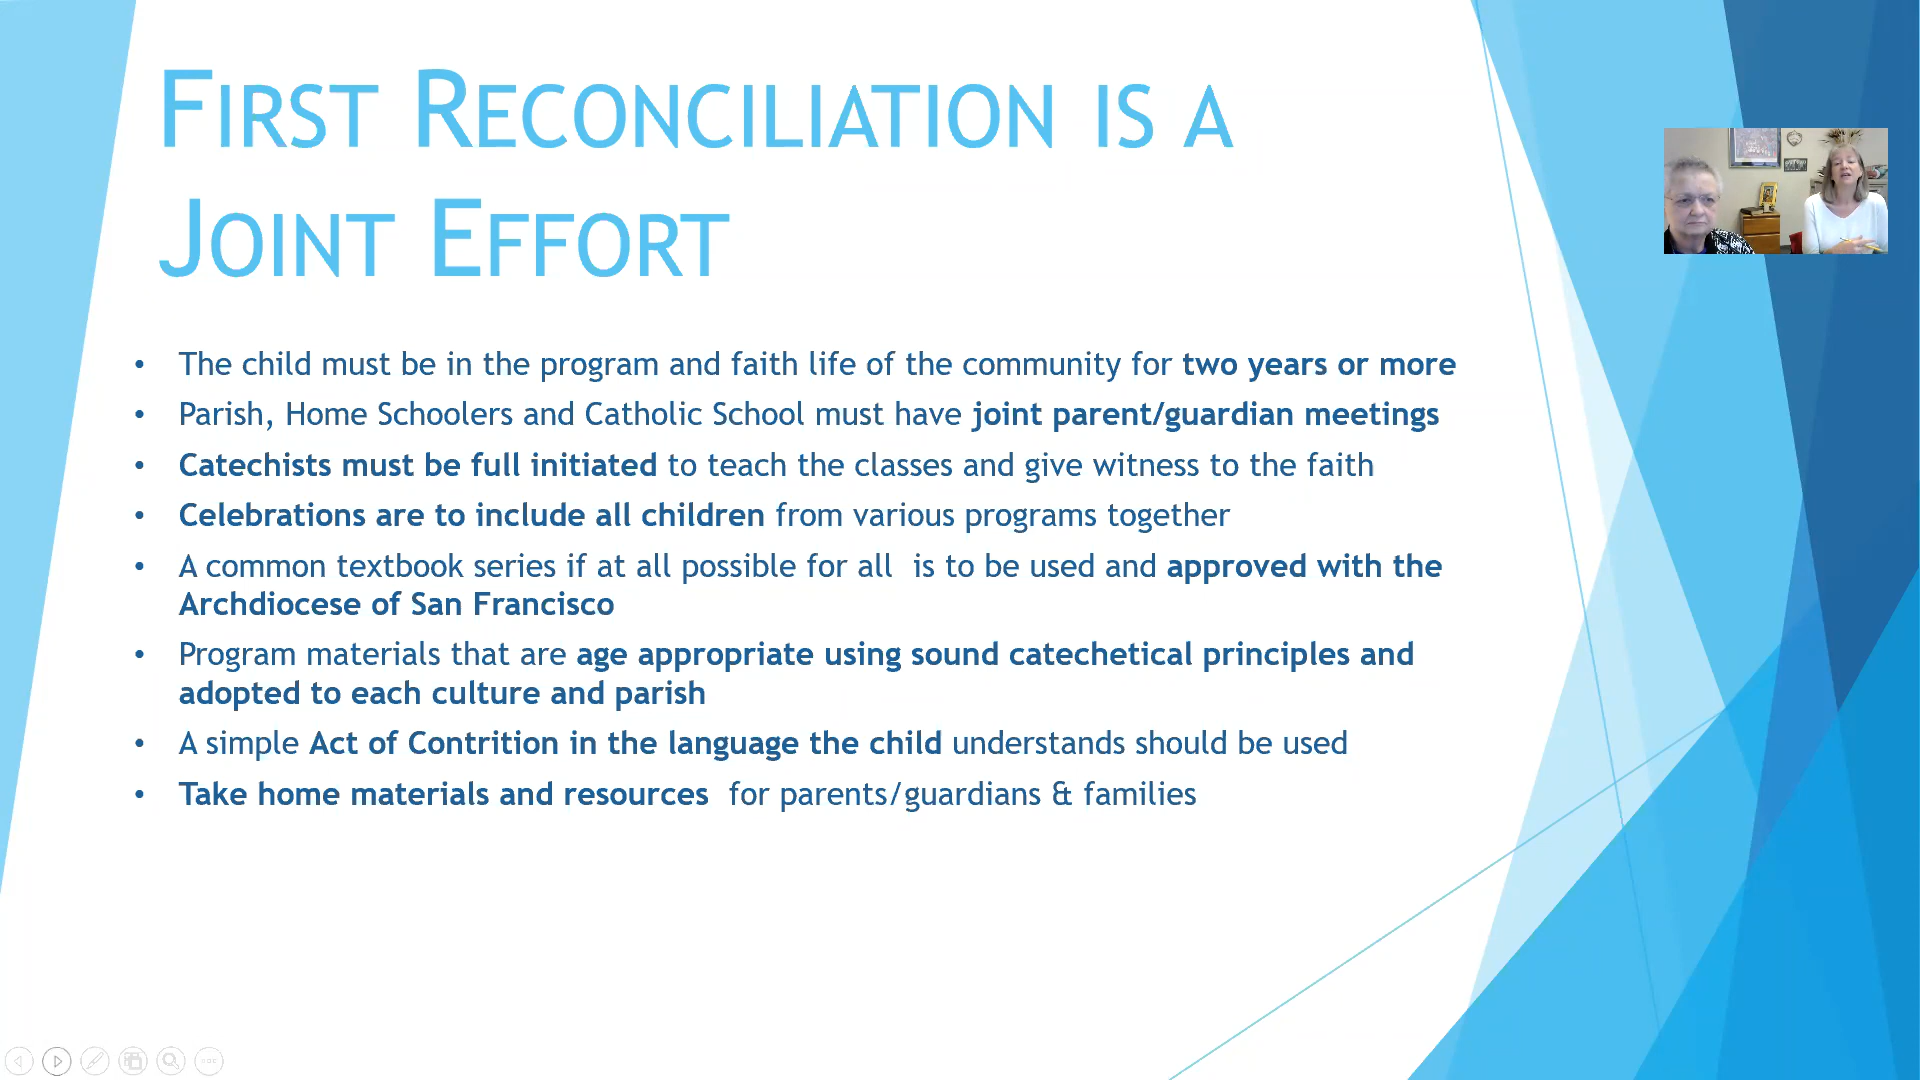 First Reconciliation is a
Joint Effort
• The child must be in the program and faith life of the community for two years or more
• Parish, Home Schoolers and Catholic School must have joint parent/guardian meetings
• Catechists must be full initiated to teach the classes and give witness to the faith
• Celebrations are to include all children from various programs together
• A common textbook series if at all possible for all is to be used and approved with the
Archdiocese of San Francisco
• Program materials that are age appropriate using sound catechetical principles and
adopted to each culture and parish
• A simple Act of Contrition in the language the child understands should be used
• Take home materials and resources for parents/guardians & families